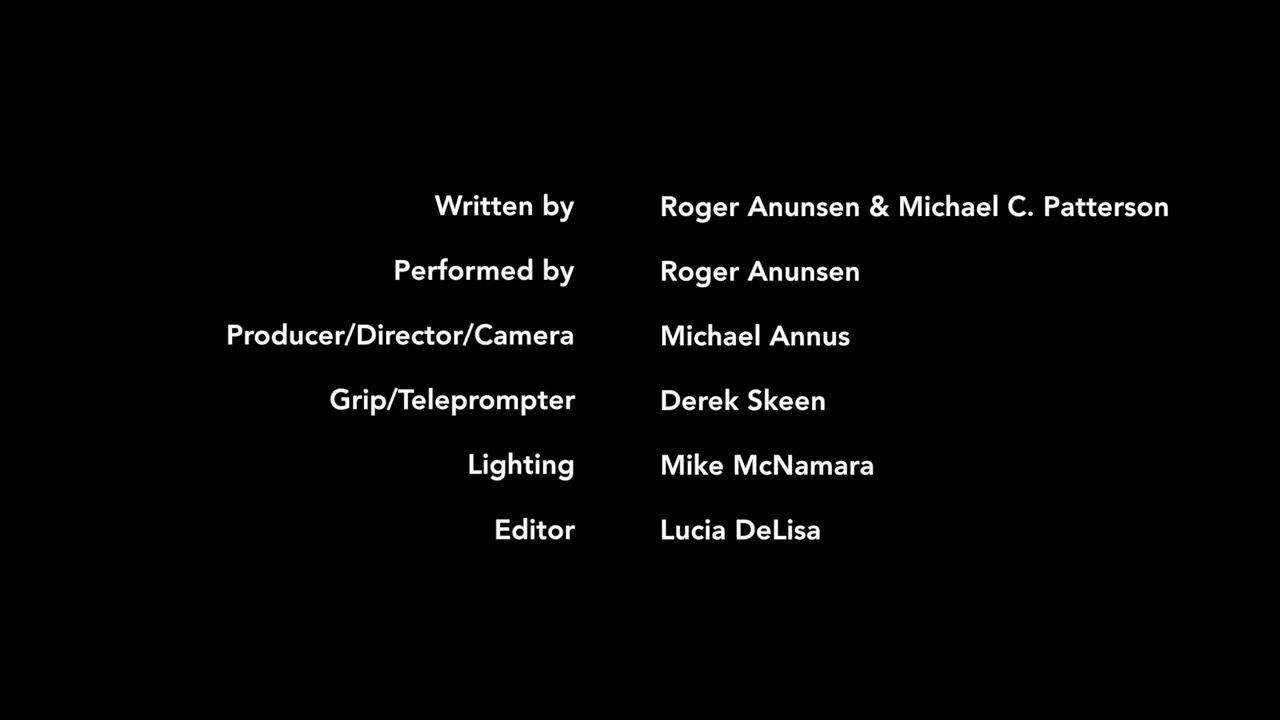 Written by Roger Anunsen & Michael C. Patterson
Performed by Roger Anunsen
Producer/Director/Camera Michael Annus
Grip/Teleprompter Derek Skeen
Lighting Mike McNamara
Editor Lucia DeLisa